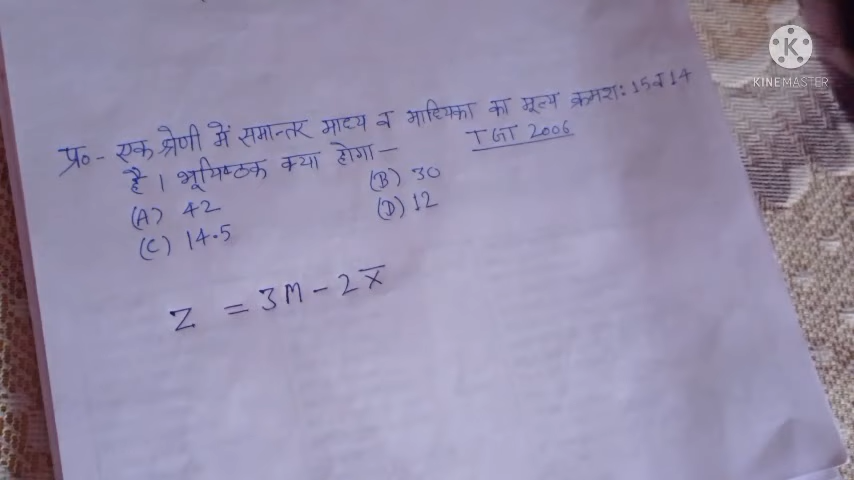 प्र०- एक श्रेणी में समान्तर माध्य व माध्यिका का मूल्य क्रमश: 15 व 14
है । भूयिष्ठक क्या होगा — TGT 2006
(A) 42 (B) 30
(C) 14.5 (D) 12
Z = 3M - 2X̅
K
KINEMASTER